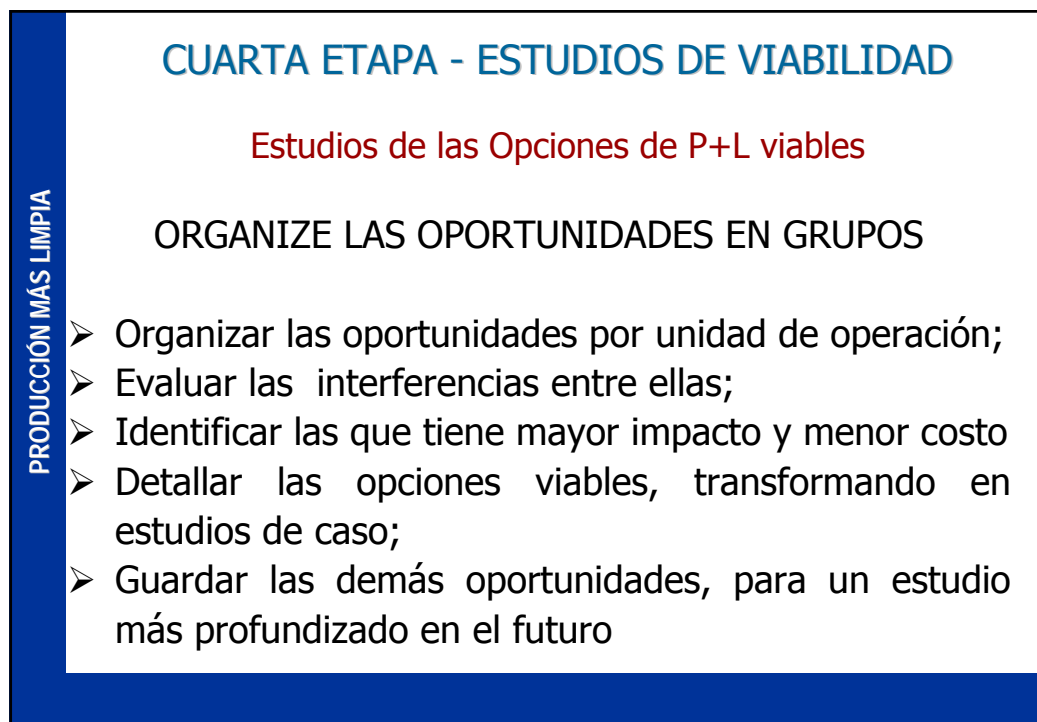 CUARTA ETAPA - ESTUDIOS DE VIABILIDAD
Estudios de las Opciones de P+L viables
PRODUCCIÓN MÁS LIMPIA
ORGANIZE LAS OPORTUNIDADES EN GRUPOS
➢ Organizar las oportunidades por unidad de operación;
➢ Evaluar las interferencias entre ellas;
➢ Identificar las que tiene mayor impacto y menor costo
➢ Detallar las opciones viables, transformando en
estudios de caso;
➢ Guardar las demás oportunidades, para un estudio
más profundizado en el futuro